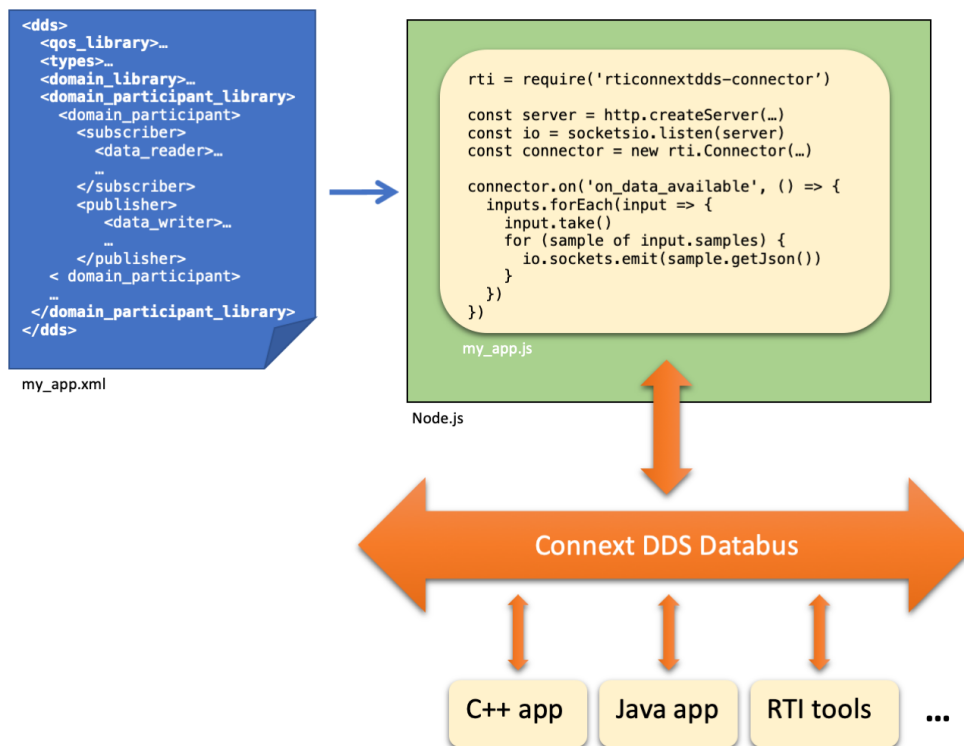 <dds>
<qos_library>…
<types>…
<domain_library>…
<domain_participant_library>
<domain_participant>
<subscriber>
<data_reader>…
…
</subscriber>
<publisher>
<data_writer>…
…
</publisher>
< domain_participant>
…
</domain_participant_library>
</dds>
my_app.xml
rti = require('rticonnextdds-connector’)
const server = http.createServer(…)
const io = socketsio.listen(server)
const connector = new rti.Connector(…)
connector.on('on_data_available', () => {
inputs.forEach(input => {
input.take()
for (sample of input.samples) {
io.sockets.emit(sample.getJson())
}
})
})
my_app.js
Node.js
Connext DDS Databus
C++ app
Java app
RTI tools
…